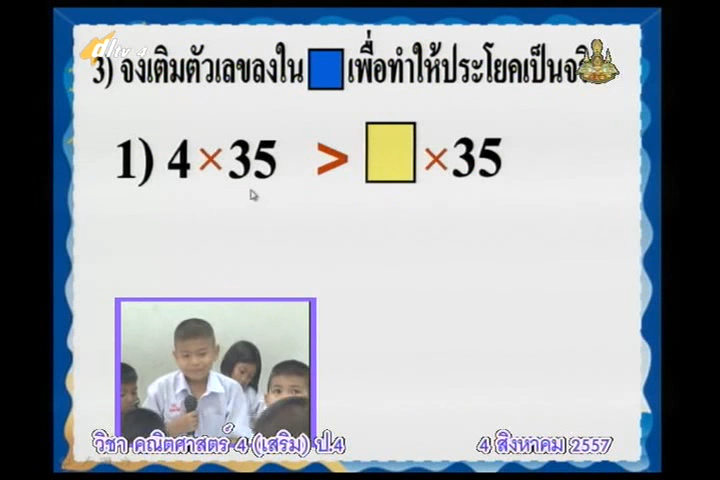 dltv 4
3) จงเติมตัวเลขลงใน เพื่อทำให้ประโยคเป็น
1) 4 × 35 > × 35
วิชา คณิตศาสตร์ 4 (เสริม) ป.4
4 สิงหาคม 2557